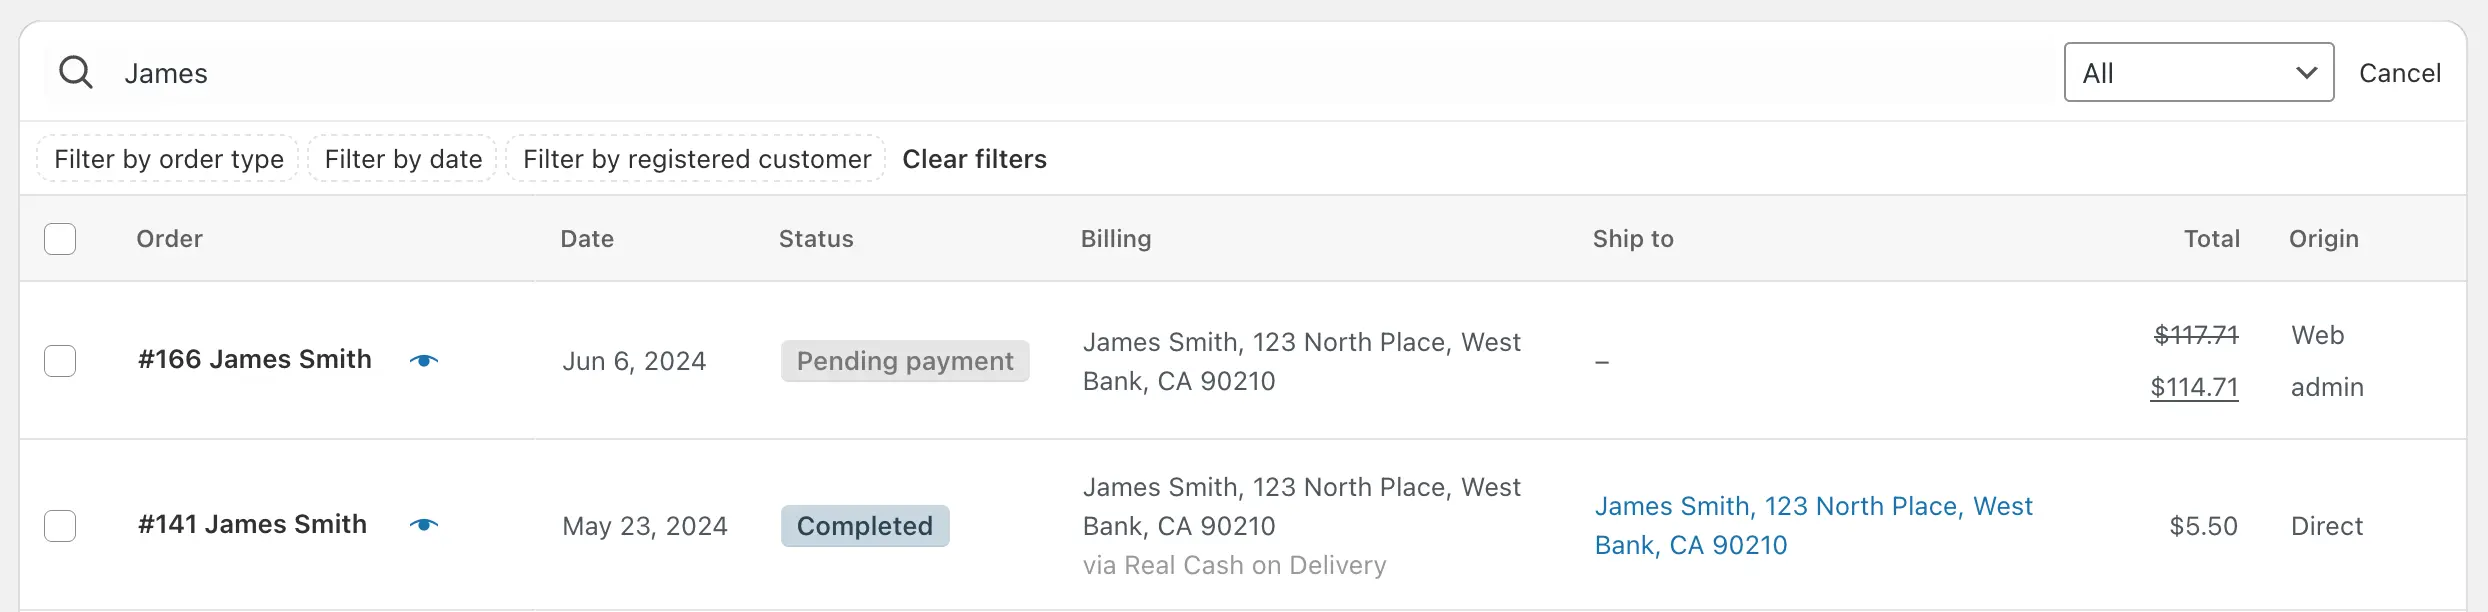 James
All
Cancel
Filter by order type
Filter by date
Filter by registered customer
Clear filters
Order
Date
Status
Billing
Ship to
Total
Origin
#166 James Smith
Jun 6, 2024
Pending payment
James Smith, 123 North Place, West
Bank, CA 90210
–
$117.71
$114.71
Web
admin
#141 James Smith
May 23, 2024
Completed
James Smith, 123 North Place, West
Bank, CA 90210
via Real Cash on Delivery
James Smith, 123 North Place, West
Bank, CA 90210
$5.50
Direct